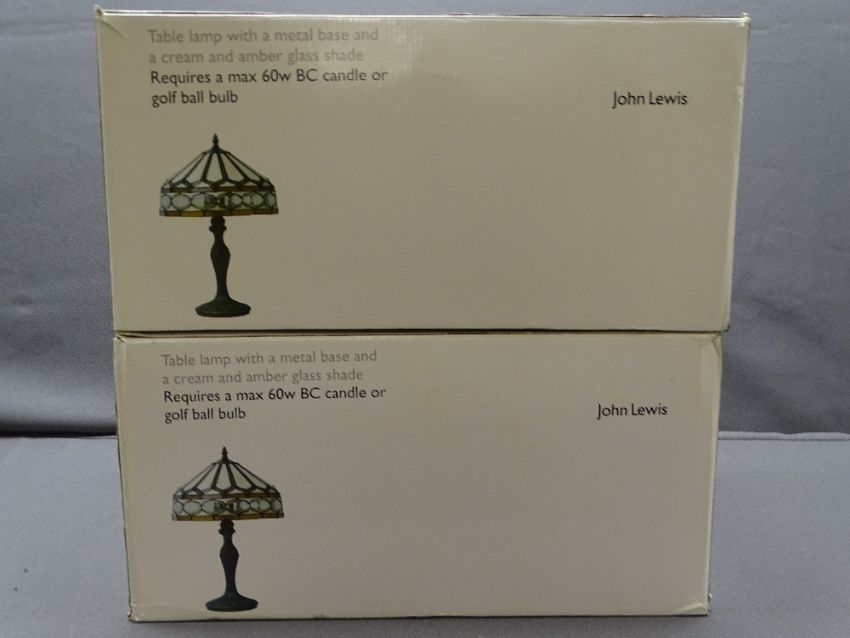 Table lamp with a metal base and
a cream and amber glass shade
Requires a max 60w BC candle or
golf ball bulb
John Lewis
Table lamp with a metal base and
a cream and amber glass shade
Requires a max 60w BC candle or
golf ball bulb
John Lewis